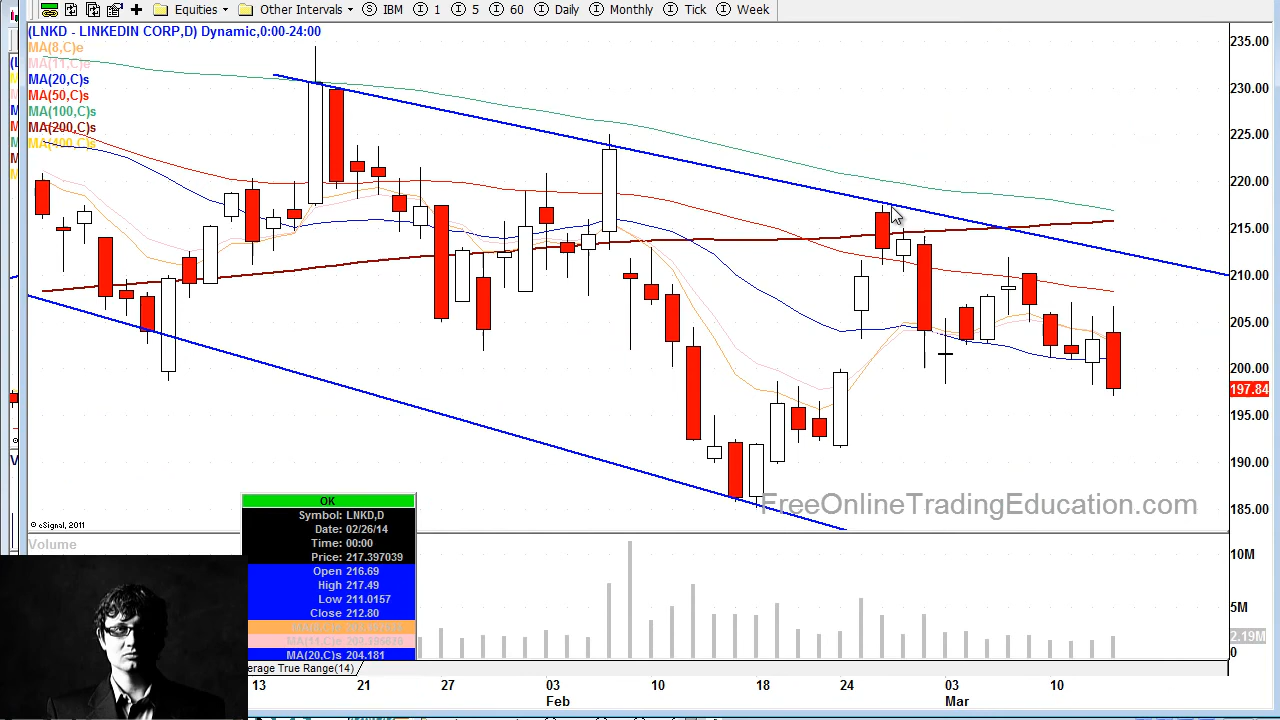 Equities Other Intervals IBM 1 5 60 Daily Monthly Tick Week
(LNKD - LINKEDIN CORP,D) Dynamic,0:00-24:00
MA(8,C)e
MA(11,C)e
MA(20,C)s
MA(50,C)s
MA(100,C)s
MA(200,C)s
MA(400,C)s
235.00
230.00
225.00
220.00
215.00
210.00
205.00
200.00
197.84
195.00
190.00
185.00
FreeOnlineTradingEducation.com
© eSignal, 2011
Volume
10M
5M
2.19M
0
OK
Symbol: LNKD,D
Date: 02/26/14
Time: 00:00
Price: 217.397039
Open 216.69
High 217.49
Low 211.0157
Close 212.80
MA(20,C)s 204.181
erage True Range(14)
13 21 27 03 10 18 24 03 10
Feb Mar